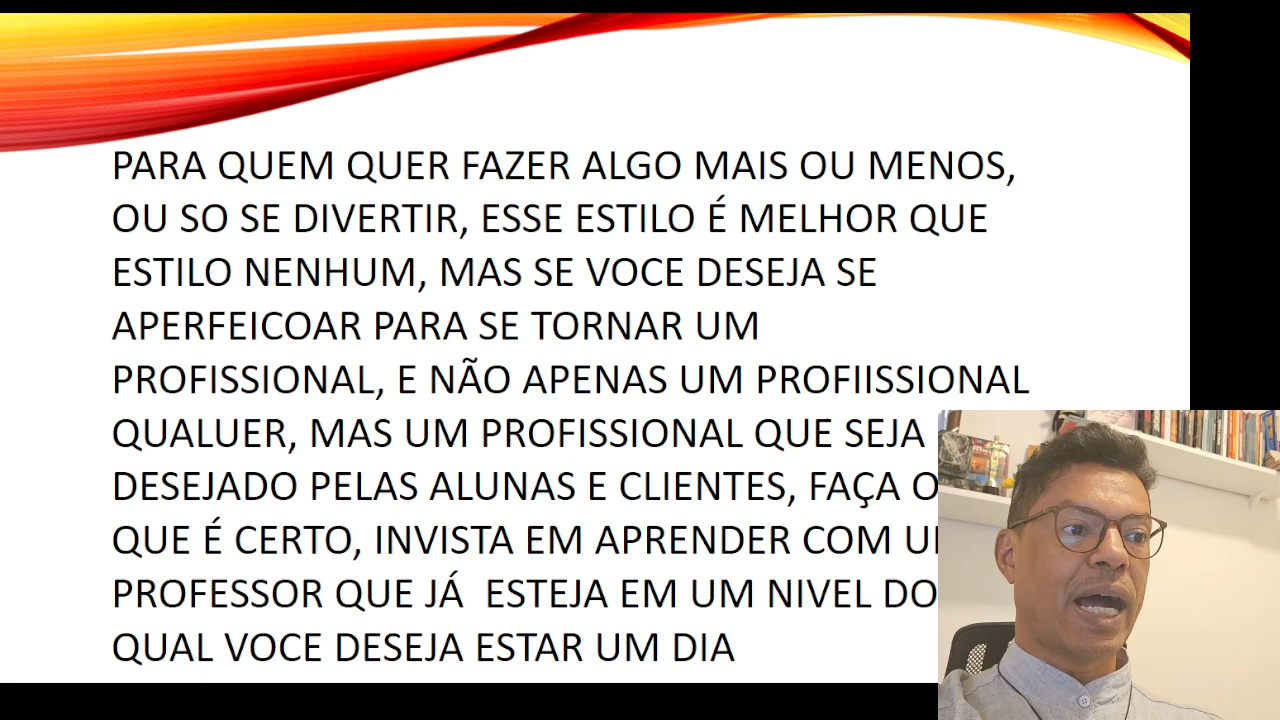 PARA QUEM QUER FAZER ALGO MAIS OU MENOS,
OU SO SE DIVERTIR, ESSE ESTILO É MELHOR QUE
ESTILO NENHUM, MAS SE VOCE DESEJA SE
APERFEICOAR PARA SE TORNAR UM
PROFISSIONAL, E NÃO APENAS UM PROFIISSIONAL
QUALUER, MAS UM PROFISSIONAL QUE SEJA
DESEJADO PELAS ALUNAS E CLIENTES, FAÇA O
QUE É CERTO, INVISTA EM APRENDER COM
PROFESSOR QUE JÁ ESTEJA EM UM NIVEL DO
QUAL VOCE DESEJA ESTAR UM DIA